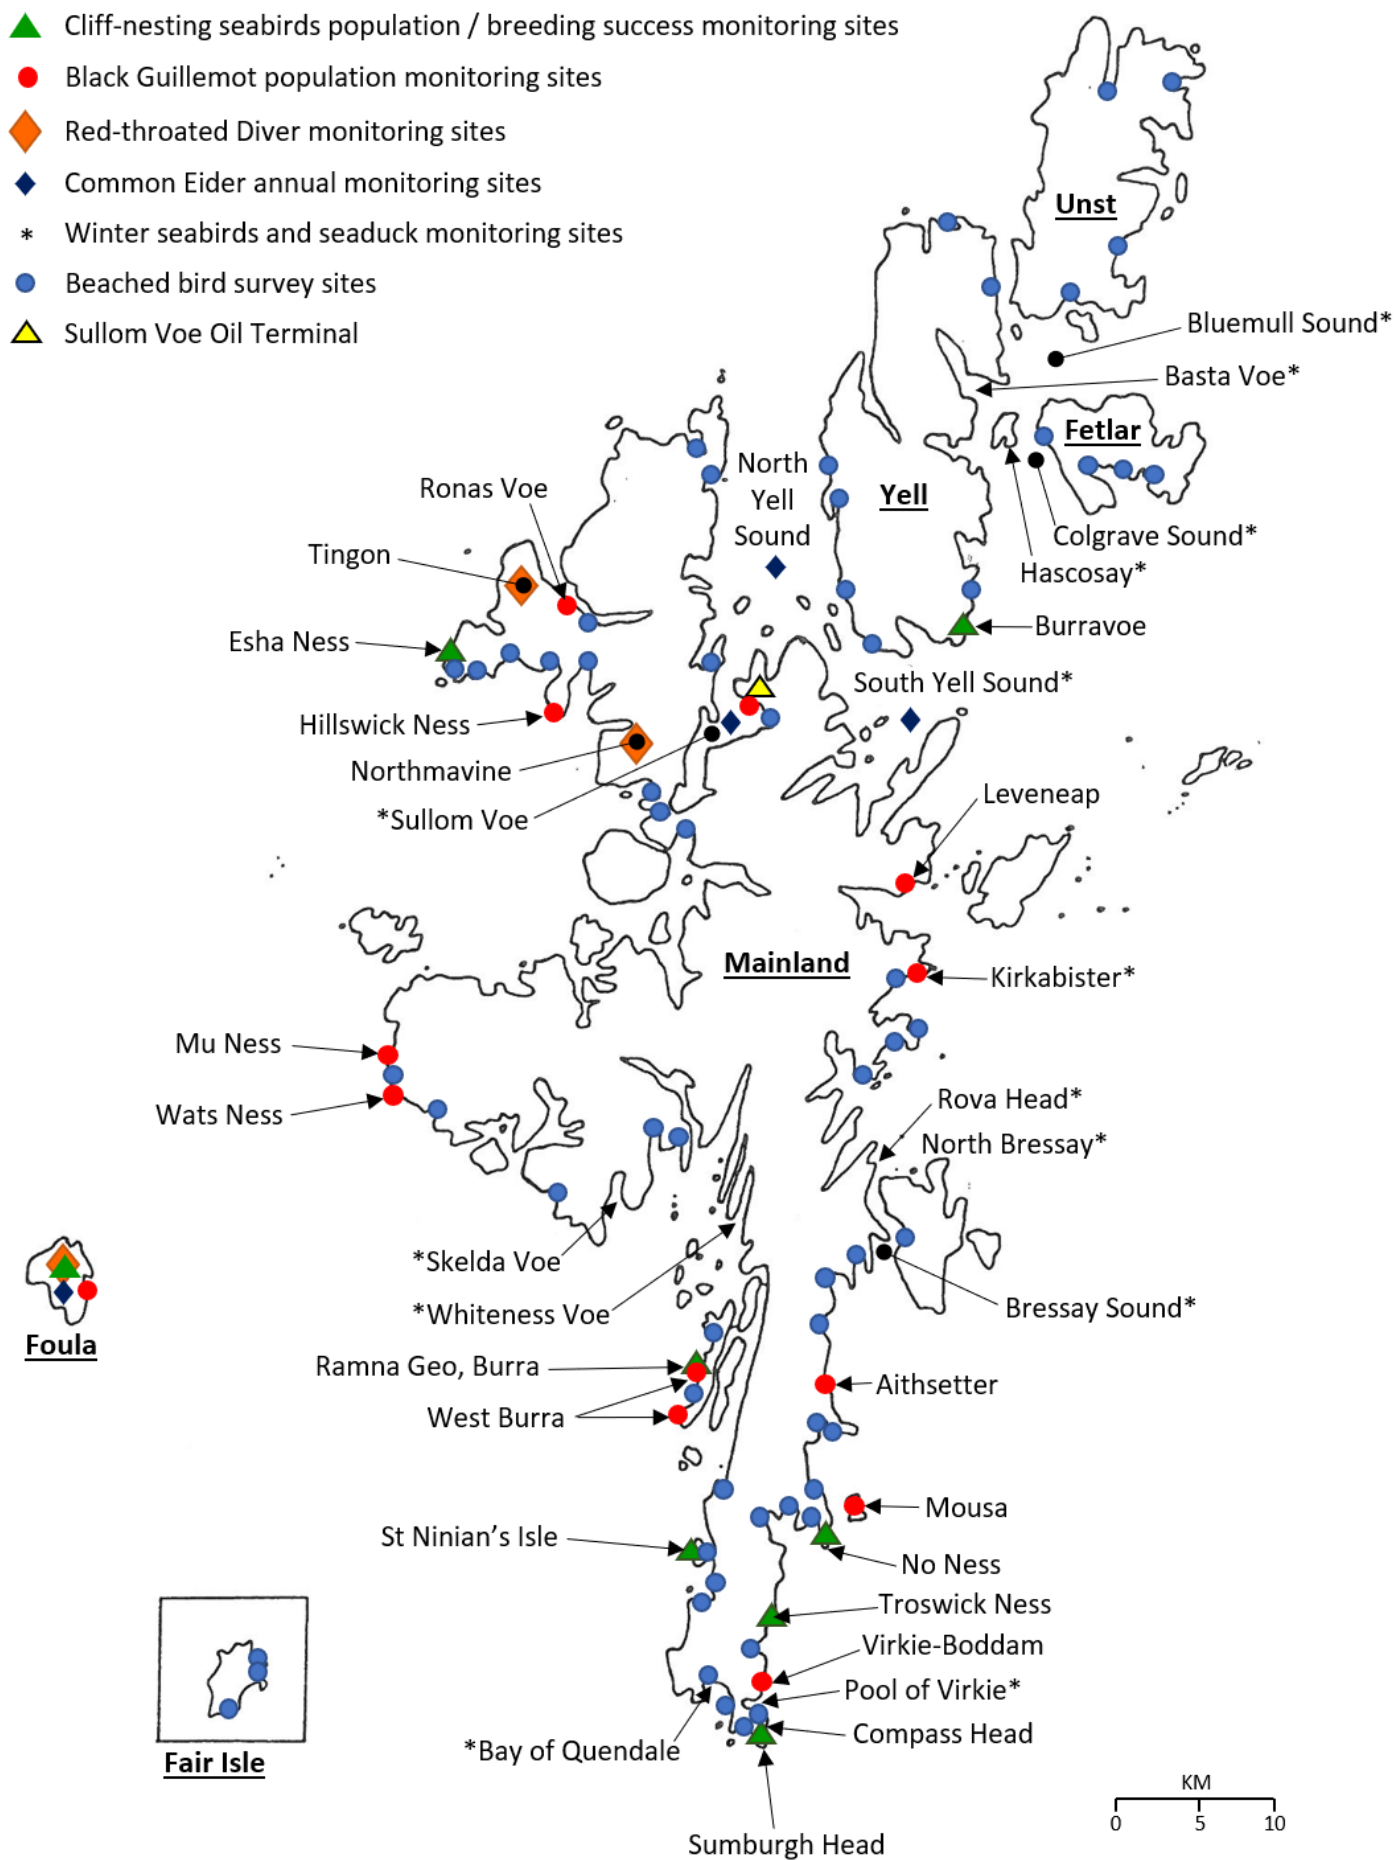 Cliff-nesting seabirds population / breeding success monitoring sites
Black Guillemot population monitoring sites
Red-throated Diver monitoring sites
Common Eider annual monitoring sites
* Winter seabirds and seaduck monitoring sites
Beached bird survey sites
Sullom Voe Oil Terminal
Unst
Bluemull Sound*
Basta Voe*
Fetlar
North
Yell
Sound
Yell
Ronas Voe
Colgrave Sound*
Tingon
Hascosay*
Burravoe
Esha Ness
South Yell Sound*
Hillswick Ness
Northmavine
Leveneap
*Sullom Voe
Mainland
Kirkabister*
Mu Ness
Rova Head*
Wats Ness
North Bressay*
*Skelda Voe
*Whiteness Voe
Bressay Sound*
Foula
Ramna Geo, Burra
Aithsetter
West Burra
Mousa
St Ninian’s Isle
No Ness
Troswick Ness
Virkie-Boddam
Pool of Virkie*
Compass Head
*Bay of Quendale
Fair Isle
KM
0 5 10
Sumburgh Head